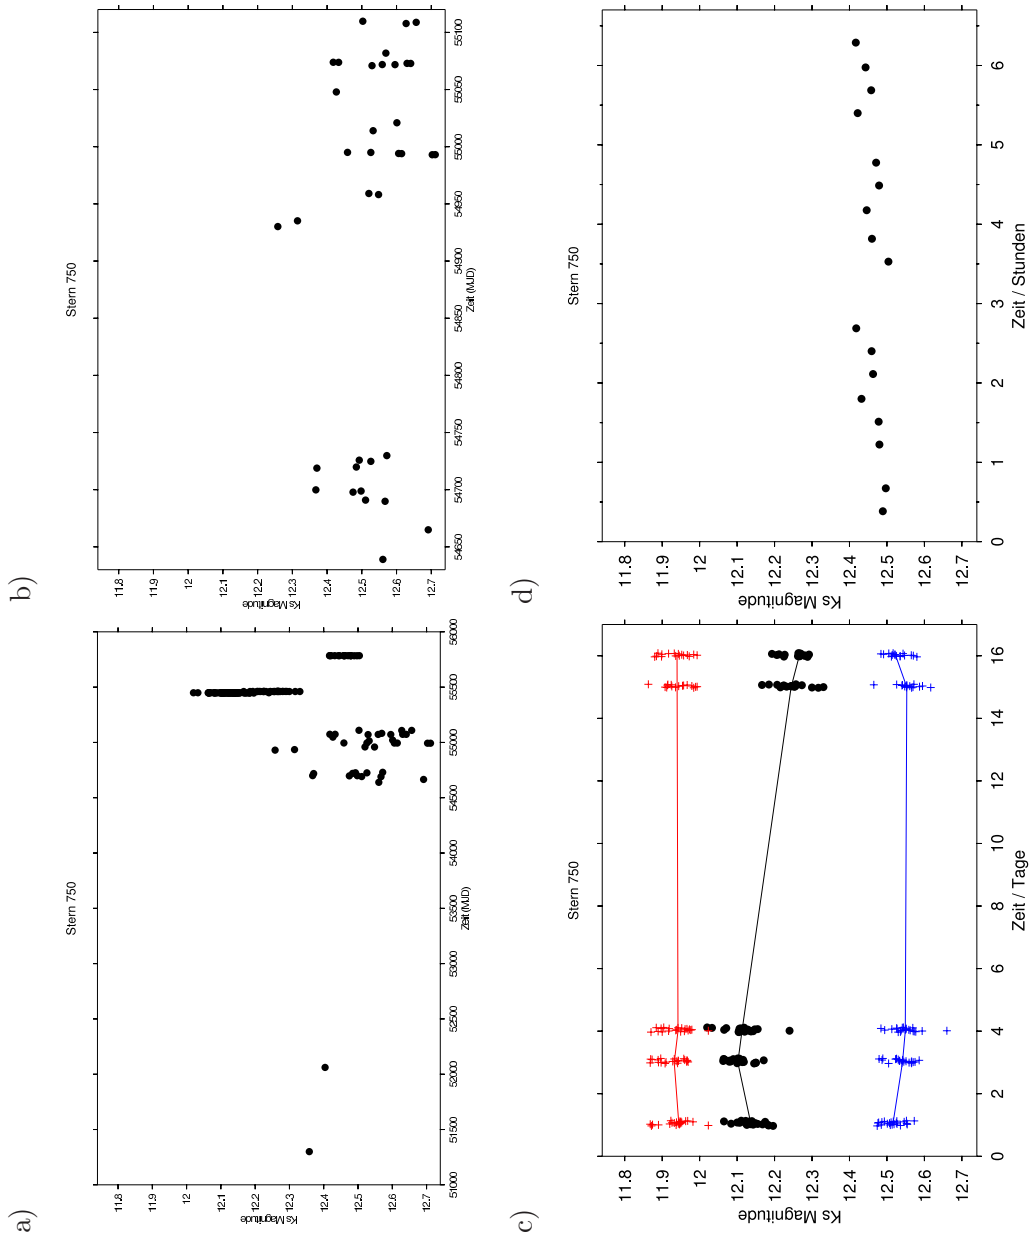 a)
Stern 750
Ks Magnitude
11.8
11.9
12
12.1
12.2
12.3
12.4
12.5
12.6
12.7
51000 51500 52000 52500 53000 53500 54000 54500 55000 55500 56000
Zeit (MJD)
b)
Stern 750
Ks Magnitude
11.8
11.9
12
12.1
12.2
12.3
12.4
12.5
12.6
12.7
54650 54700 54750 54800 54850 54900 54950 55000 55050 55100
Zeit (MJD)
c)
Stern 750
Ks Magnitude
11.8
11.9
12
12.1
12.2
12.3
12.4
12.5
12.6
12.7
0 2 4 6 8 10 12 14 16
Zeit / Tage
d)
Stern 750
Ks Magnitude
11.8
11.9
12
12.1
12.2
12.3
12.4
12.5
12.6
12.7
0 1 2 3 4 5 6
Zeit / Stunden